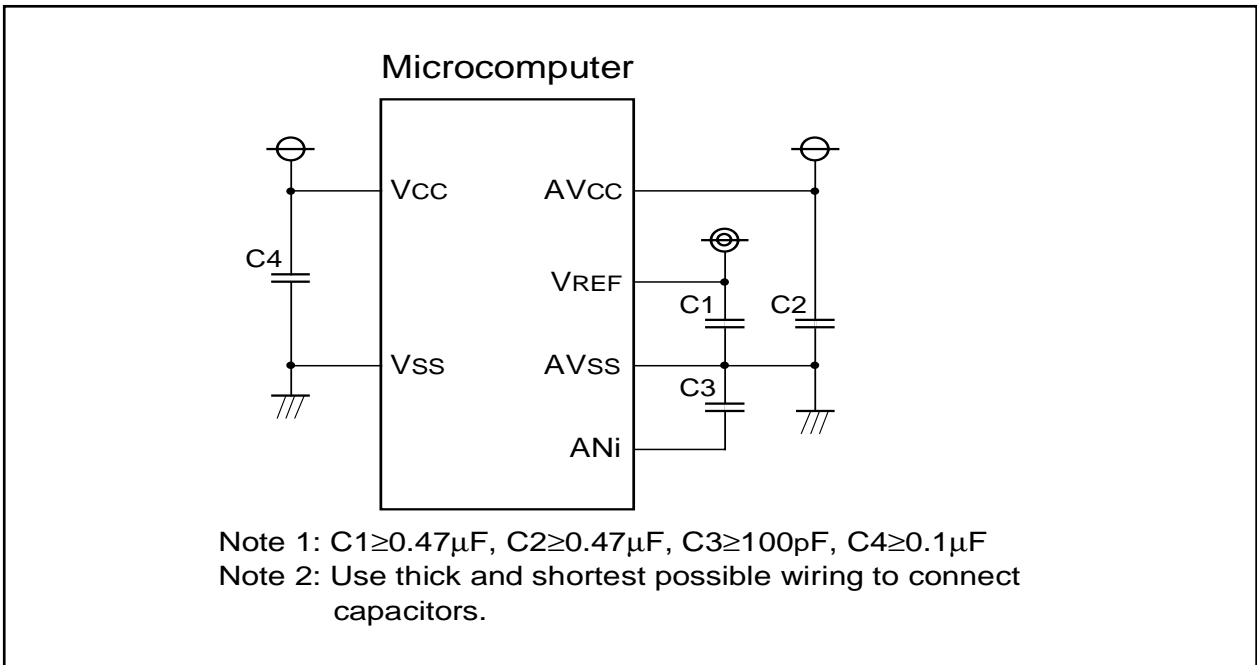 Microcomputer
VCC
AVCC
C4
VREF
C1
C2
VSS
AVSS
C3
ANi
Note 1: C1≥0.47μF, C2≥0.47μF, C3≥100pF, C4≥0.1μF
Note 2: Use thick and shortest possible wiring to connect
capacitors.